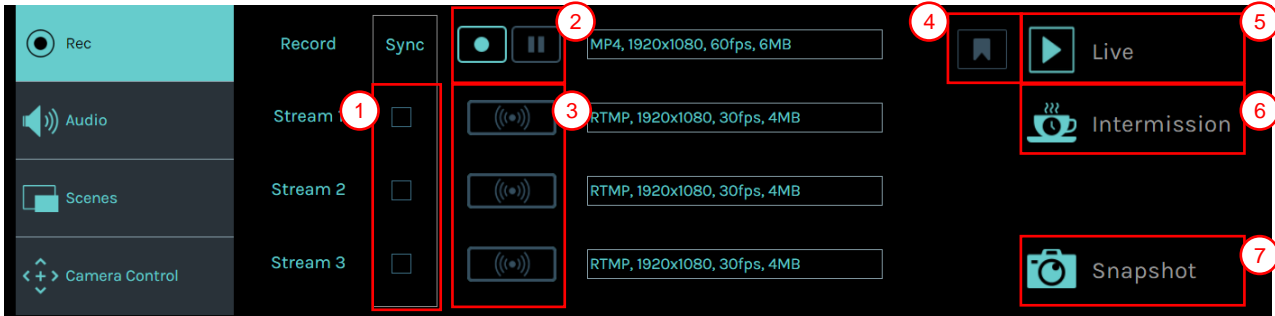 Rec
Record
Sync
2
MP4, 1920x1080, 60fps, 6MB
4
5
Live
Audio
Stream 1
1
3
RTMP, 1920x1080, 30fps, 4MB
6
Intermission
Scenes
Stream 2
RTMP, 1920x1080, 30fps, 4MB
Camera Control
Stream 3
RTMP, 1920x1080, 30fps, 4MB
7
Snapshot